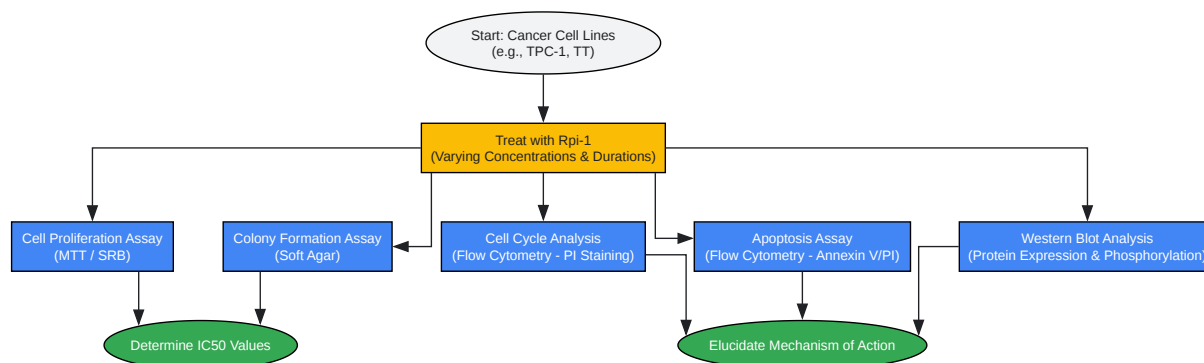 Start: Cancer Cell Lines
(e.g., TPC-1, TT)
Treat with Rpi-1
(Varying Concentrations & Durations)
Cell Proliferation Assay
(MTT / SRB)
Colony Formation Assay
(Soft Agar)
Cell Cycle Analysis
(Flow Cytometry - PI Staining)
Apoptosis Assay
(Flow Cytometry - Annexin V/PI)
Western Blot Analysis
(Protein Expression & Phosphorylation)
Determine IC50 Values
Elucidate Mechanism of Action